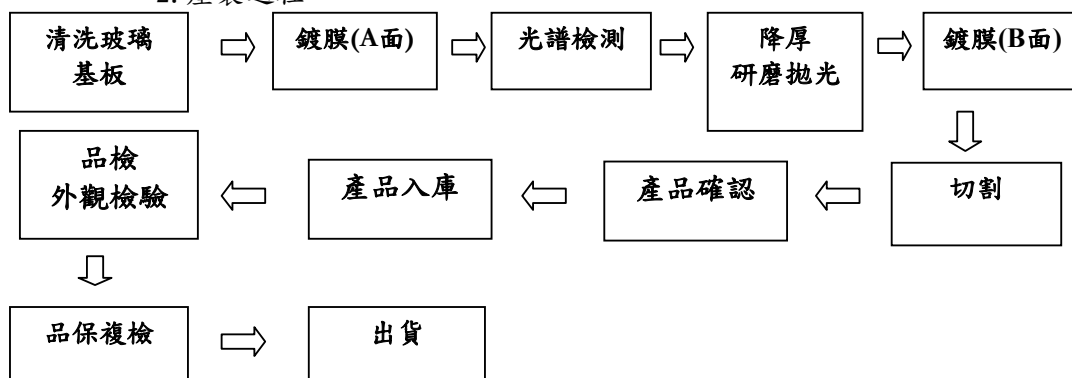 清洗玻璃
基板
鍍膜(A面)
光譜檢測
降厚
研磨拋光
鍍膜(B面)
切割
產品確認
產品入庫
品檢
外觀檢驗
品保複檢
出貨